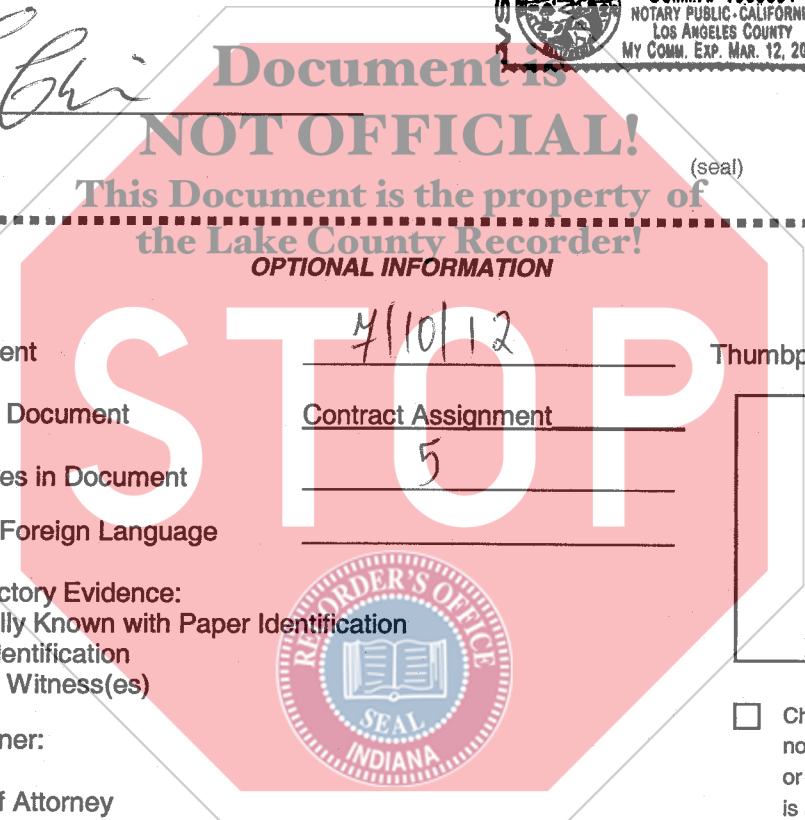 NOTARY PUBLIC-CALIFORNI
LOS ANGELES COUNTY
MY COMM. EXP. MAR. 12, 20
Document is
NOT OFFICIAL!
(seal)
This Document is the property of
the Lake County Recorder!
OPTIONAL INFORMATION
ent 7/10/12 Thumbp
Document Contract Assignment
es in Document 5
Foreign Language
STOP
ctory Evidence:
lly Known with Paper Identification
entification
Witness(es)
RECORDER'S OFFICE
SEAL
INDIANA
Ch
ner: no
or
f Attorney is